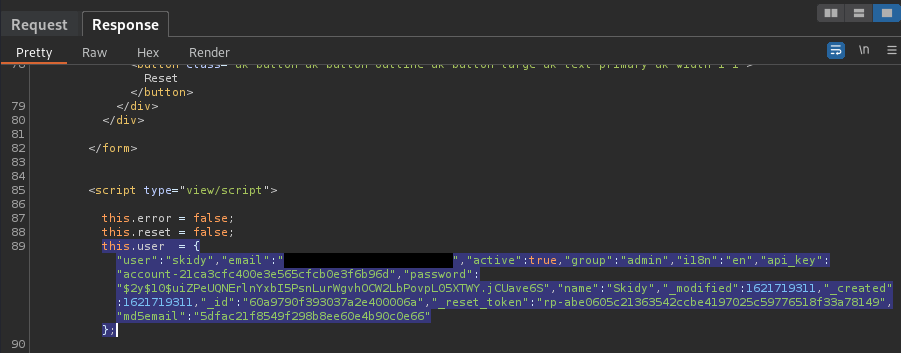 Request Response
Pretty Raw Hex Render \n
78 <button class="uk-button uk-button-outline uk-button-large uk-text-primary uk-width-1-1">
Reset
</button>
79 </div>
80 </div>
81
82 </form>
83
84
85 <script type="view/script">
86
87 this.error = false;
88 this.reset = false;
89 this.user = {
"user":"skidy","email":" ","active":true,"group":"admin","i18n":"en","api_key":
"account-21ca3cfc400e3e565cfcb0e3f6b96d","password":
"$2y$10$uiZPeUQNErlnYxbI5PsnLurWgvhOCW2LbPovpL05XTWY.jCUave6S","name":"Skidy","_modified":1621719311,"_created"
:1621719311,"_id":"60a9790f393037a2e400006a","_reset_token":"rp-abe0605c21363542ccbe4197025c59776518f33a78149",
"md5email":"5dfac21f8549f298b8ee60e4b90c0e66"
};
90